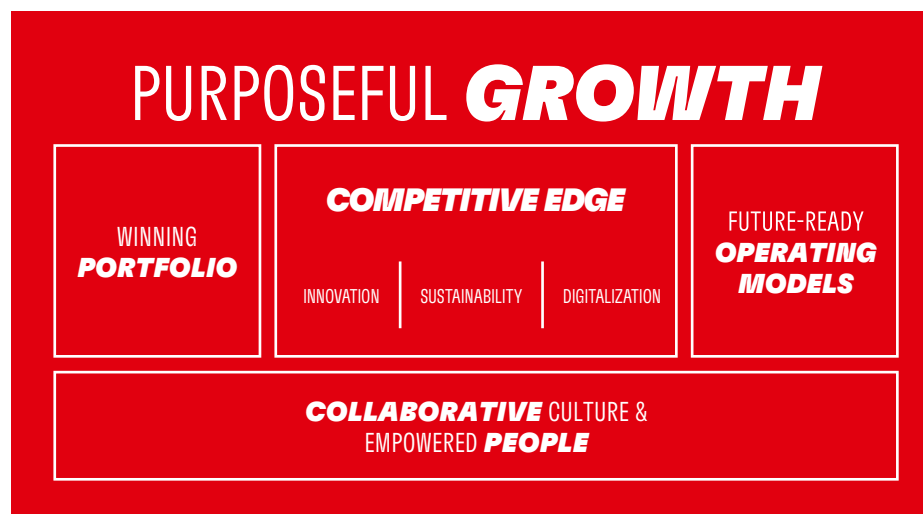 PURPOSEFUL GROWTH
WINNING
PORTFOLIO
COMPETITIVE EDGE
INNOVATION
SUSTAINABILITY
DIGITALIZATION
FUTURE-READY
OPERATING
MODELS
COLLABORATIVE CULTURE &
EMPOWERED PEOPLE